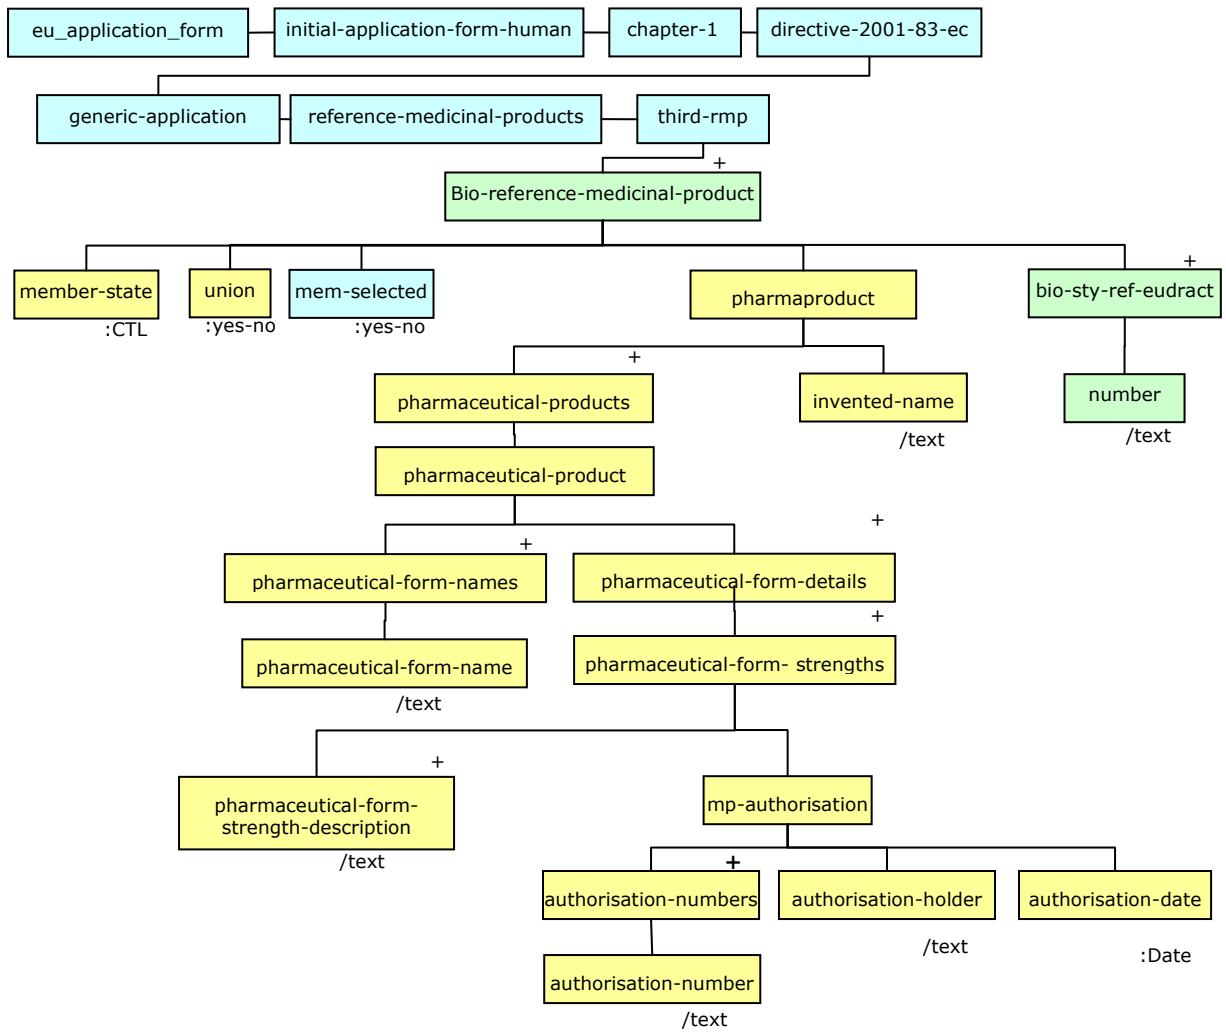 eu_application_form
initial-application-form-human
chapter-1
directive-2001-83-ec
generic-application
reference-medicinal-products
third-rmp
+
Bio-reference-medicinal-product
member-state
:CTL
union
:yes-no
mem-selected
:yes-no
pharmaproduct
+
bio-sty-ref-eudract
+
pharmaceutical-products
invented-name
/text
number
/text
pharmaceutical-product
+
pharmaceutical-form-names
+
pharmaceutical-form-details
pharmaceutical-form-name
/text
+
pharmaceutical-form- strengths
+
pharmaceutical-form-
strength-description
/text
mp-authorisation
+
authorisation-numbers
authorisation-holder
/text
authorisation-date
:Date
authorisation-number
/text